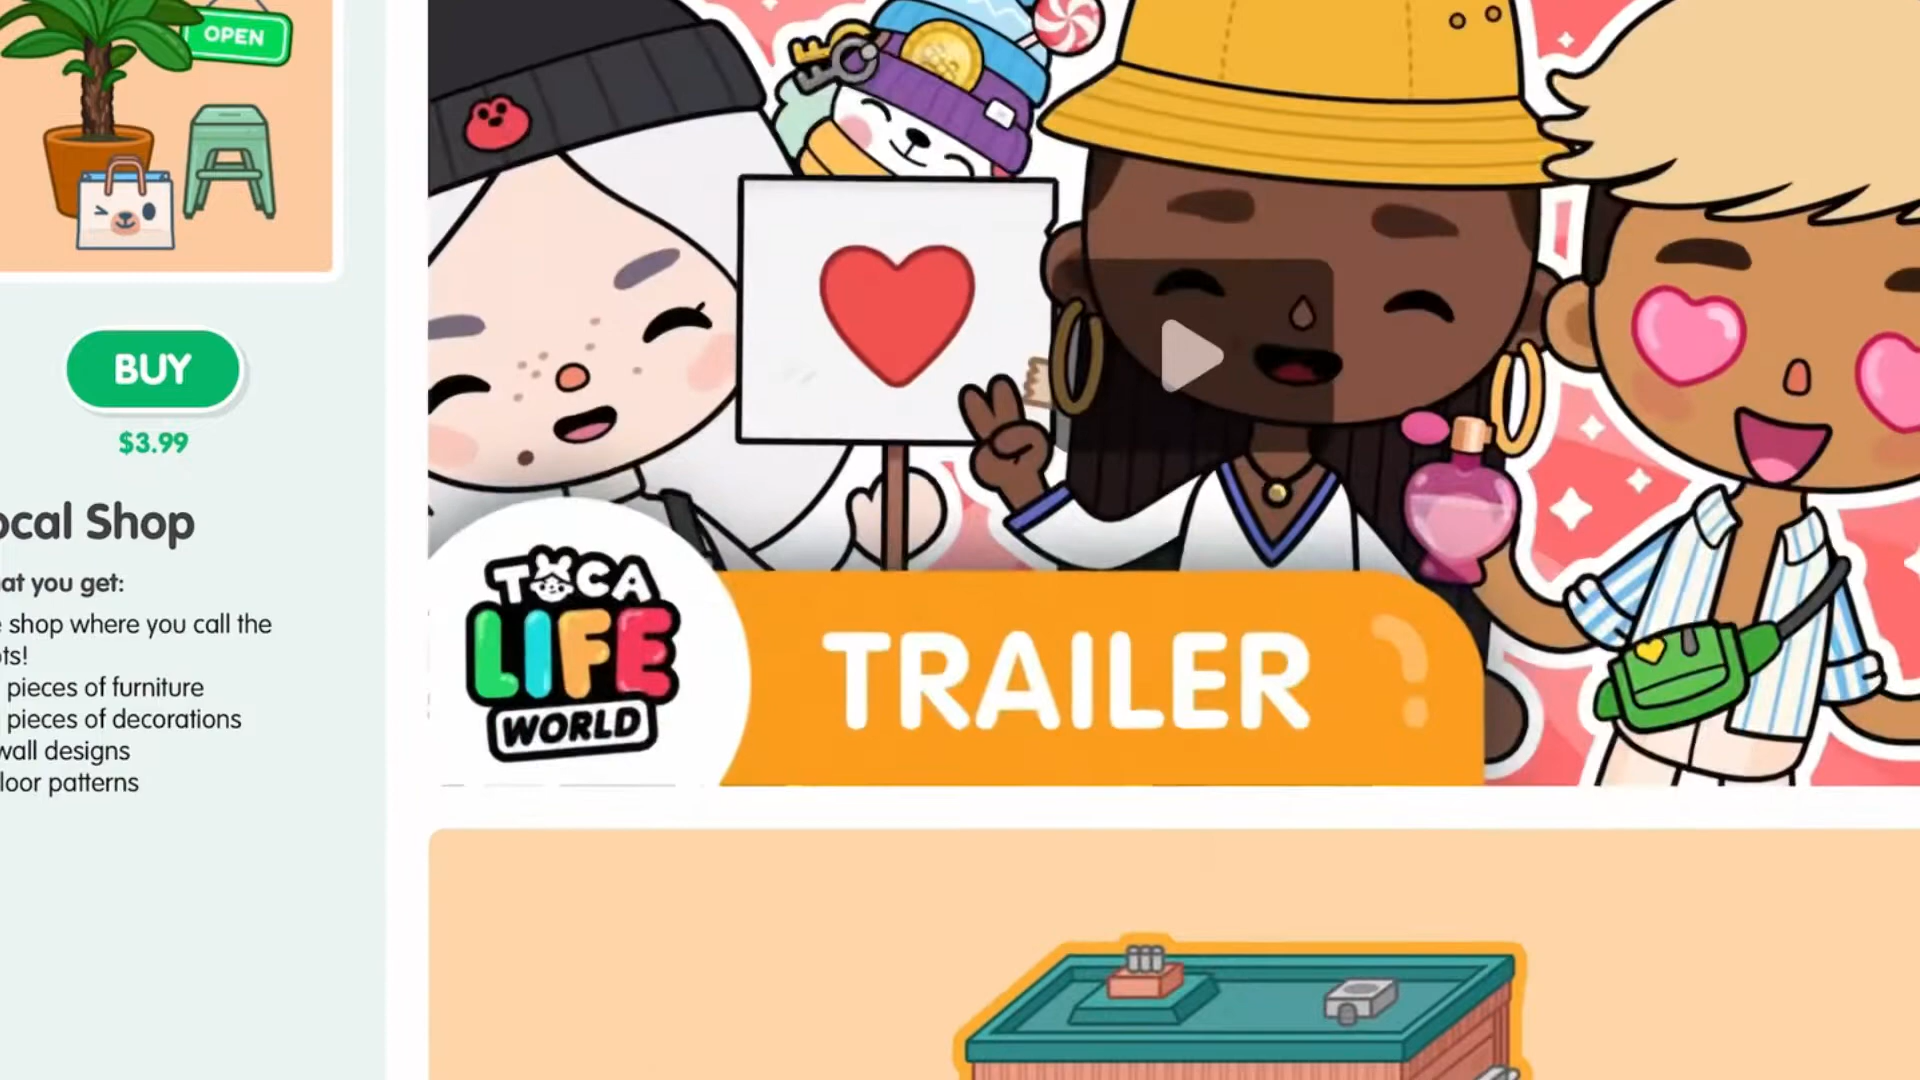 OPEN
BUY
$3.99
ocal Shop
at you get:
shop where you call the
ts!
pieces of furniture
pieces of decorations
wall designs
loor patterns
TOCA
LIFE
WORLD
TRAILER